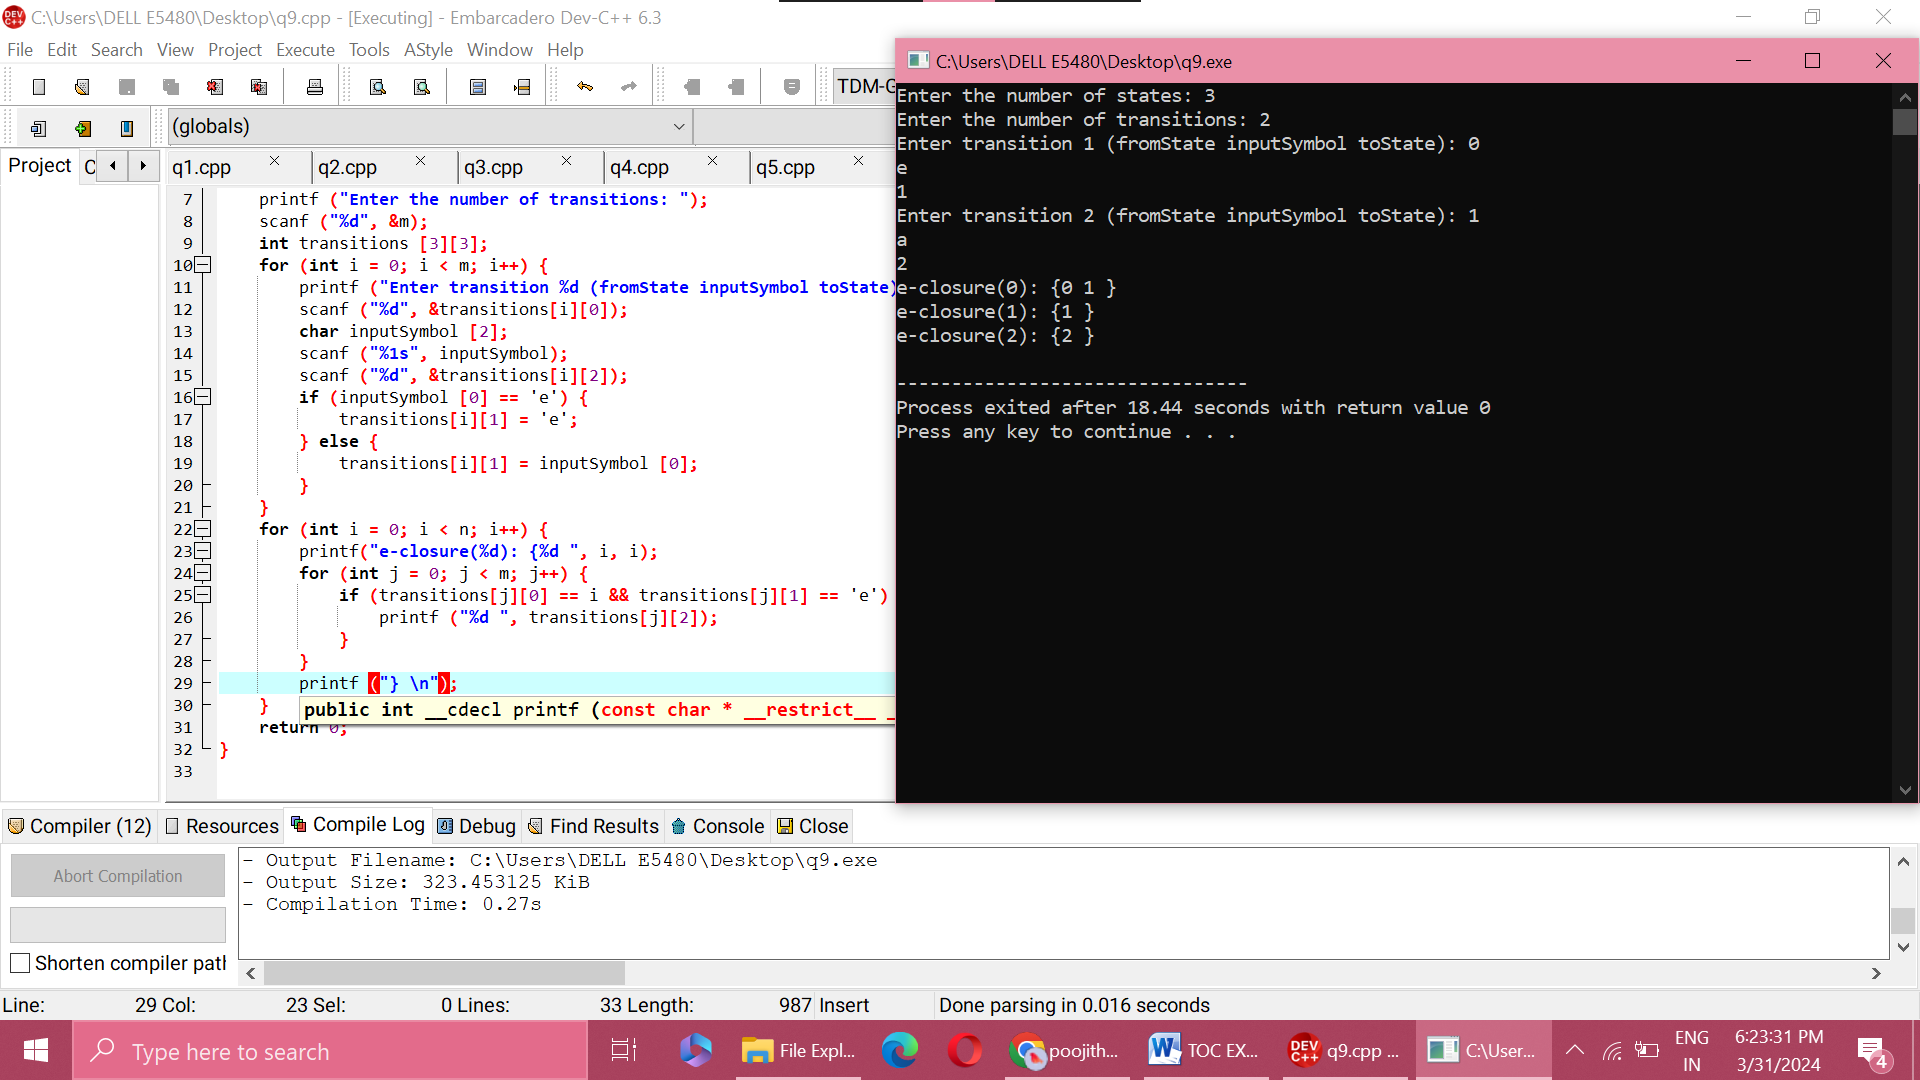 C:\Users\DELL E5480\Desktop\q9.cpp - [Executing] - Embarcadero Dev-C++ 6.3
File Edit Search View Project Execute Tools AStyle Window Help
TDM-G
(globals)
Project C
q1.cpp q2.cpp q3.cpp q4.cpp q5.cpp
7 printf ("Enter the number of transitions: ");
8 scanf ("%d", &m);
9 int transitions [3][3];
10 for (int i = 0; i < m; i++) {
11 printf ("Enter transition %d (fromState inputSymbol toState)
12 scanf ("%d", &transitions[i][0]);
13 char inputSymbol [2];
14 scanf ("%1s", inputSymbol);
15 scanf ("%d", &transitions[i][2]);
16 if (inputSymbol [0] == 'e') {
17 transitions[i][1] = 'e';
18 } else {
19 transitions[i][1] = inputSymbol [0];
20 }
21 }
22 for (int i = 0; i < n; i++) {
23 printf("e-closure(%d): {%d ", i, i);
24 for (int j = 0; j < m; j++) {
25 if (transitions[j][0] == i && transitions[j][1] == 'e')
26 printf ("%d ", transitions[j][2]);
27 }
28 }
29 printf ("} \n");
30 }
public int __cdecl printf (const char * __restrict__ _
31 return 0;
32 }
33
C:\Users\DELL E5480\Desktop\q9.exe
Enter the number of states: 3
Enter the number of transitions: 2
Enter transition 1 (fromState inputSymbol toState): 0
e
1
Enter transition 2 (fromState inputSymbol toState): 1
a
2
e-closure(0): {0 1 }
e-closure(1): {1 }
e-closure(2): {2 }
--------------------------------
Process exited after 18.44 seconds with return value 0
Press any key to continue . . .
Compiler (12) Resources Compile Log Debug Find Results Console Close
Abort Compilation
Shorten compiler path
- Output Filename: C:\Users\DELL E5480\Desktop\q9.exe
- Output Size: 323.453125 KiB
- Compilation Time: 0.27s
Line: 29 Col: 23 Sel: 0 Lines: 33 Length: 987 Insert Done parsing in 0.016 seconds
Type here to search
File Expl...
poojith...
TOC EX...
DEV C++ q9.cpp ...
C:\User...
ENG
IN
6:23:31 PM
3/31/2024
4